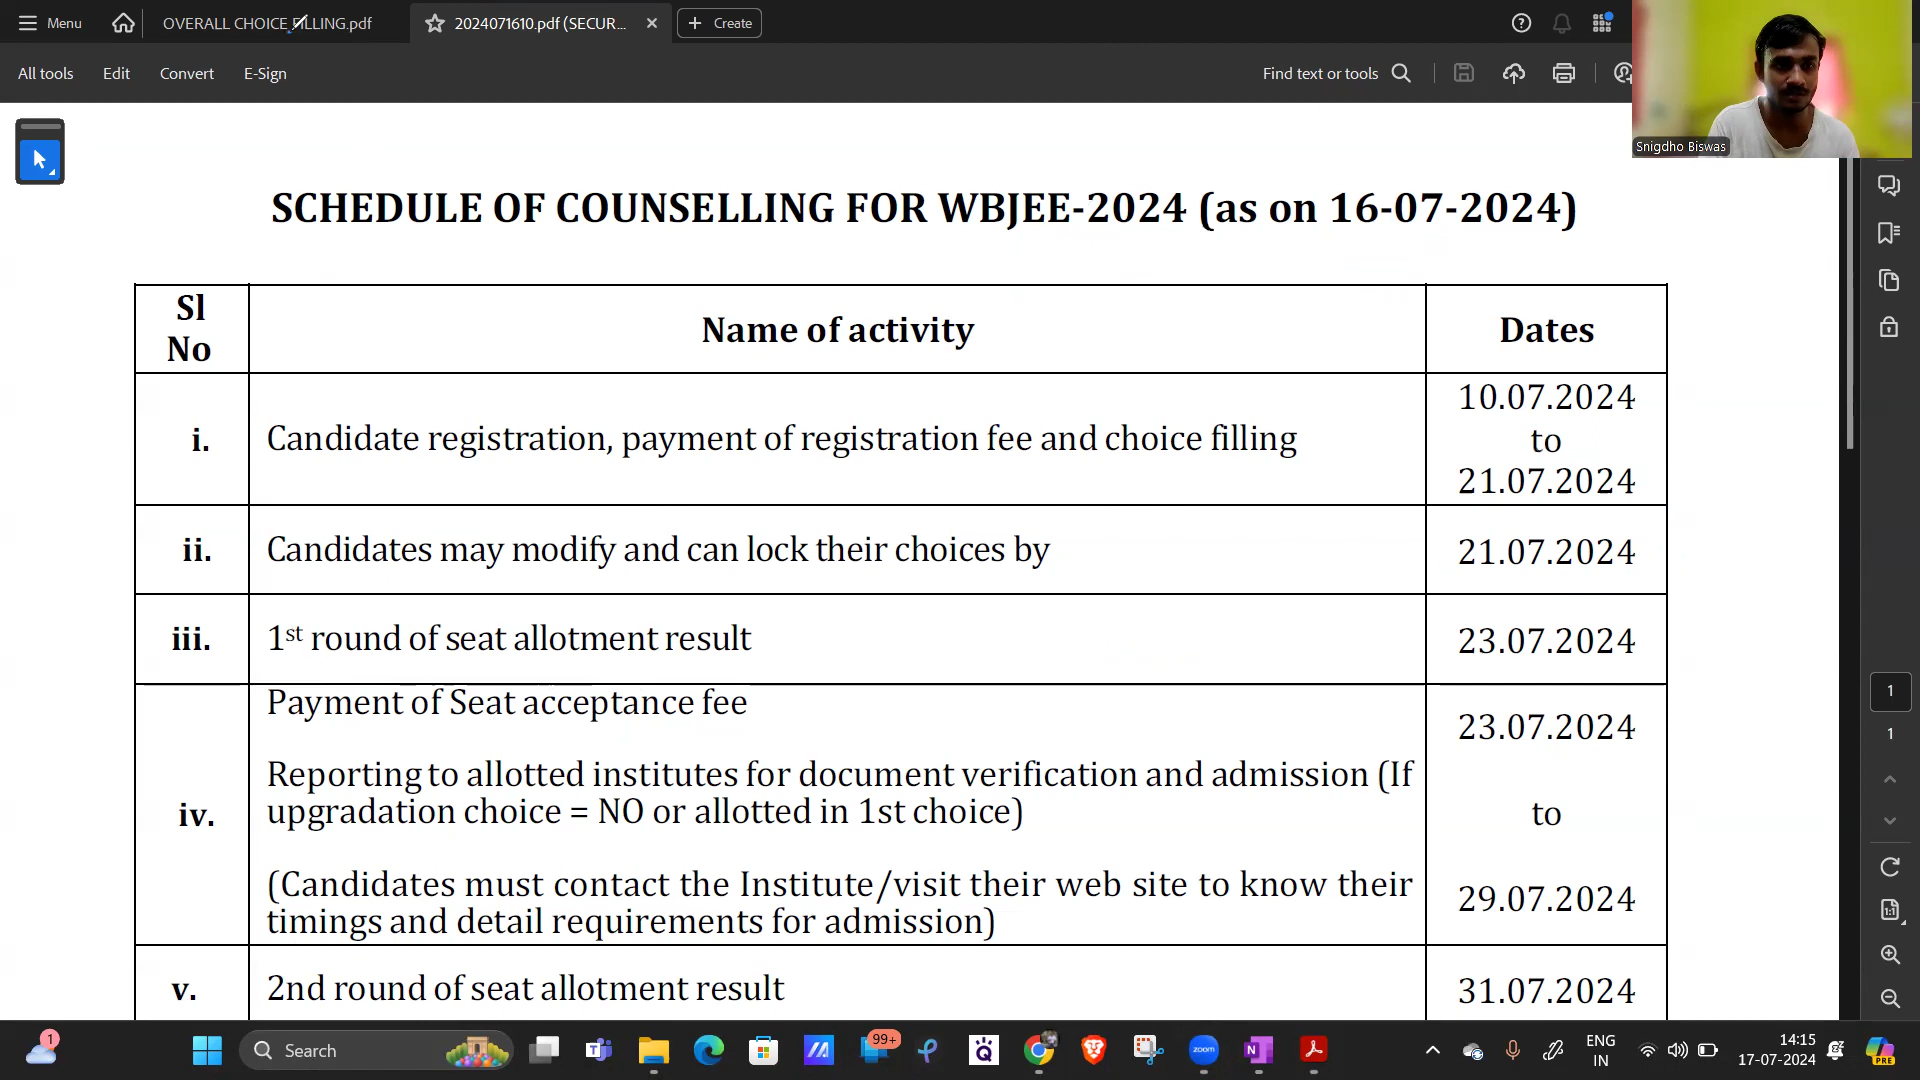 Menu
OVERALL CHOICE FILLING.pdf
2024071610.pdf (SECUR...
Create
All tools
Edit
Convert
E-Sign
Find text or tools
Snigdho Biswas
SCHEDULE OF COUNSELLING FOR WBJEE-2024 (as on 16-07-2024)
Sl
No
Name of activity
Dates
i.
Candidate registration, payment of registration fee and choice filling
10.07.2024
to
21.07.2024
ii.
Candidates may modify and can lock their choices by
21.07.2024
iii.
1st round of seat allotment result
23.07.2024
iv.
Payment of Seat acceptance fee
Reporting to allotted institutes for document verification and admission (If
upgradation choice = NO or allotted in 1st choice)
(Candidates must contact the Institute/visit their web site to know their
timings and detail requirements for admission)
23.07.2024
to
29.07.2024
v.
2nd round of seat allotment result
31.07.2024
1
1
1:1
1
Search
99+
zoom
ENG
IN
14:15
17-07-2024
PRE